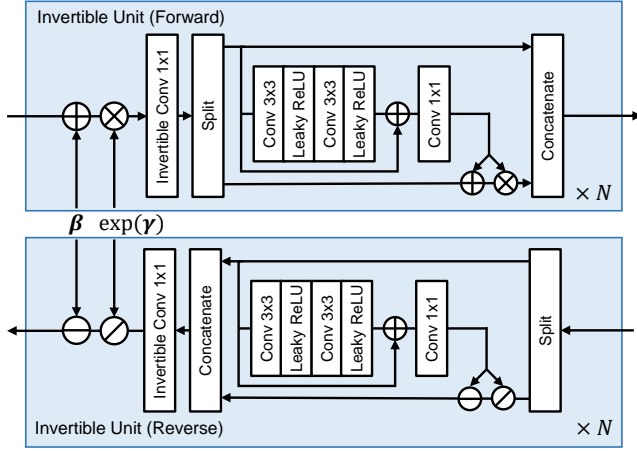 Invertible Unit (Forward)
Invertible Conv 1x1
Split
Conv 3x3
Leaky ReLU
Conv 3x3
Leaky ReLU
Conv 1x1
Concatenate
× N
β exp(γ)
Invertible Conv 1x1
Concatenate
Conv 3x3
Leaky ReLU
Conv 3x3
Leaky ReLU
Conv 1x1
Split
Invertible Unit (Reverse)
× N